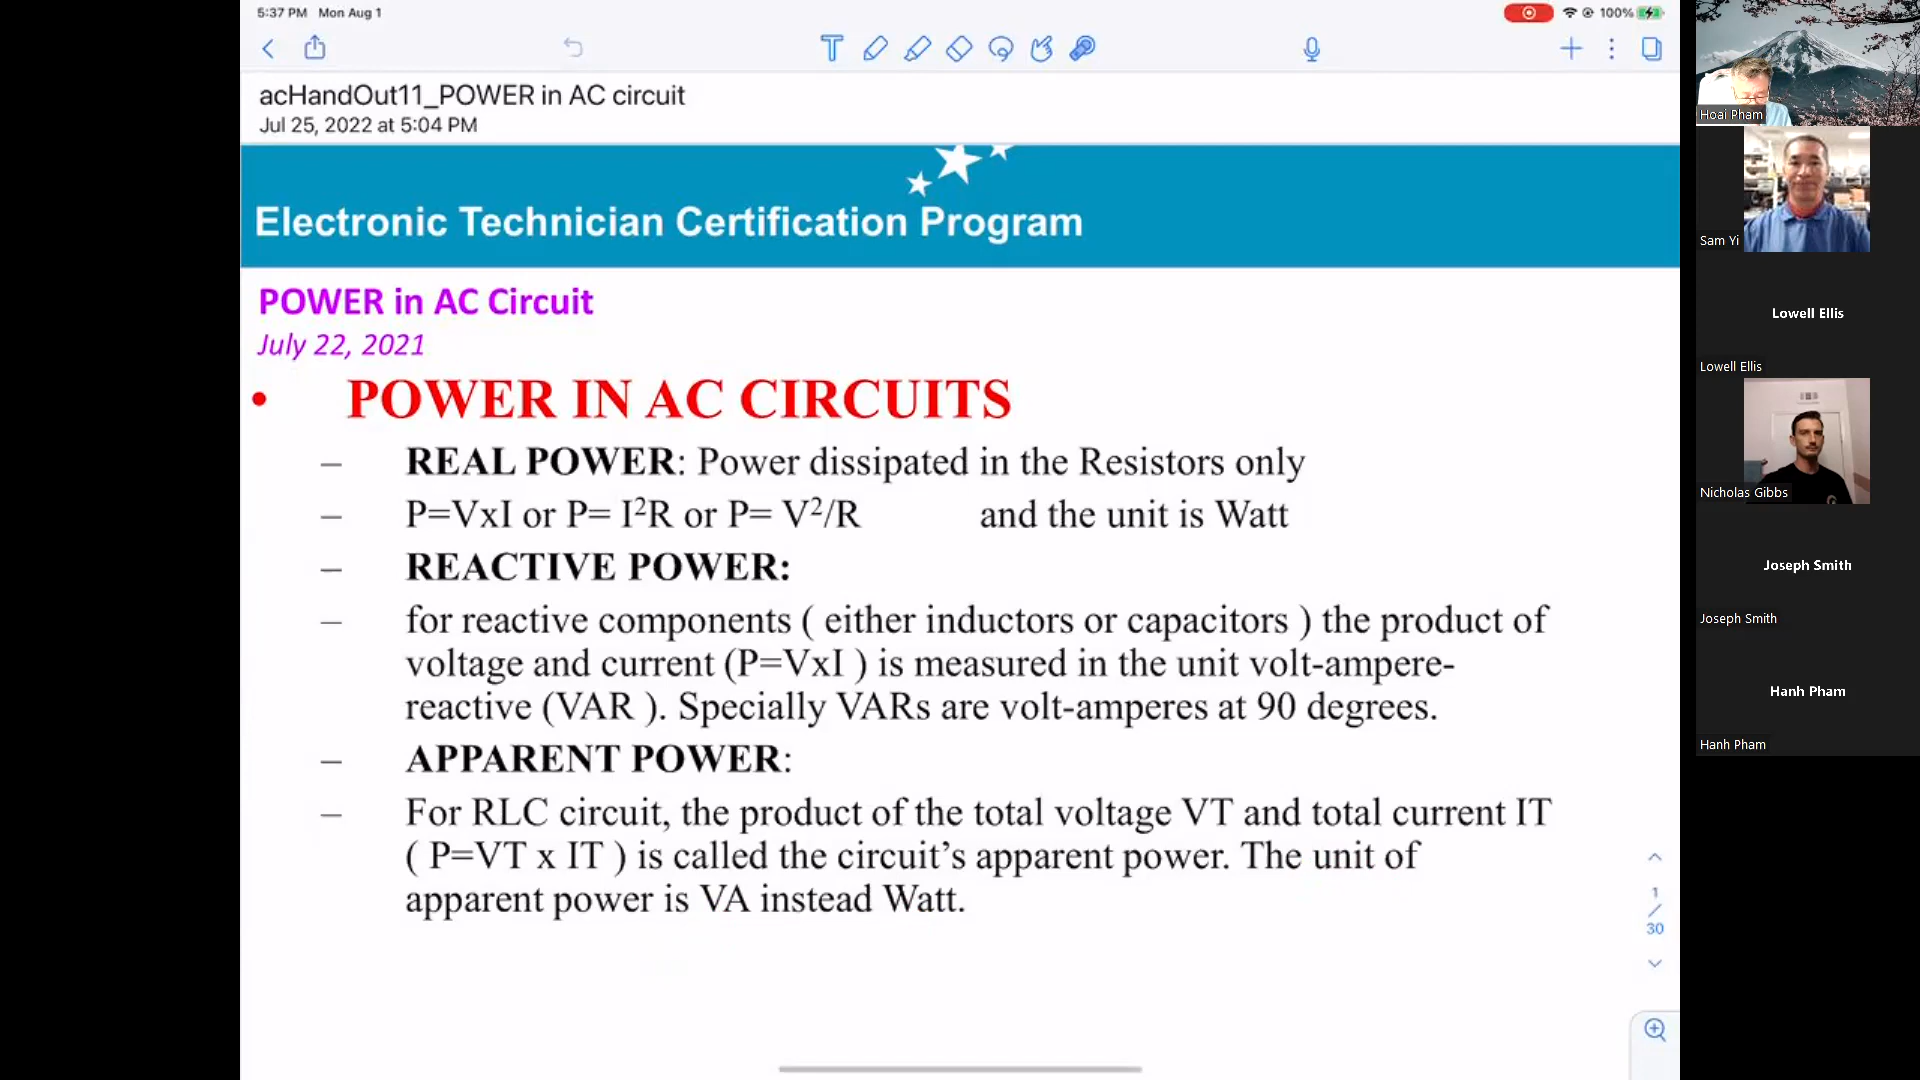 5:37 PM Mon Aug 1
100%
acHandOut11_POWER in AC circuit
Jul 25, 2022 at 5:04 PM
Electronic Technician Certification Program
POWER in AC Circuit
July 22, 2021
• POWER IN AC CIRCUITS
– REAL POWER: Power dissipated in the Resistors only
– P=VxI or P= I²R or P= V²/R and the unit is Watt
– REACTIVE POWER:
– for reactive components ( either inductors or capacitors ) the product of
voltage and current (P=VxI ) is measured in the unit volt-ampere-
reactive (VAR ). Specially VARs are volt-amperes at 90 degrees.
– APPARENT POWER:
– For RLC circuit, the product of the total voltage VT and total current IT
( P=VT x IT ) is called the circuit’s apparent power. The unit of
apparent power is VA instead Watt.
1
/
30
Hoai Pham
Sam Yi
Lowell Ellis
Lowell Ellis
Nicholas Gibbs
Joseph Smith
Joseph Smith
Hanh Pham
Hanh Pham